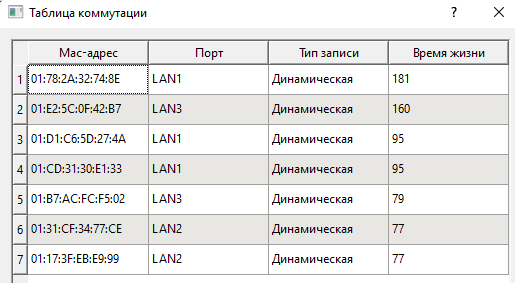 Таблица коммутации ? ×
Mac-адрес Порт Тип записи Время жизни
1 01:78:2A:32:74:8E LAN1 Динамическая 181
2 01:E2:5C:0F:42:B7 LAN3 Динамическая 160
3 01:D1:C6:5D:27:4A LAN1 Динамическая 95
4 01:CD:31:30:E1:33 LAN1 Динамическая 95
5 01:B7:AC:FC:F5:02 LAN3 Динамическая 79
6 01:31:CF:34:77:CE LAN2 Динамическая 77
7 01:17:3F:EB:E9:99 LAN2 Динамическая 77